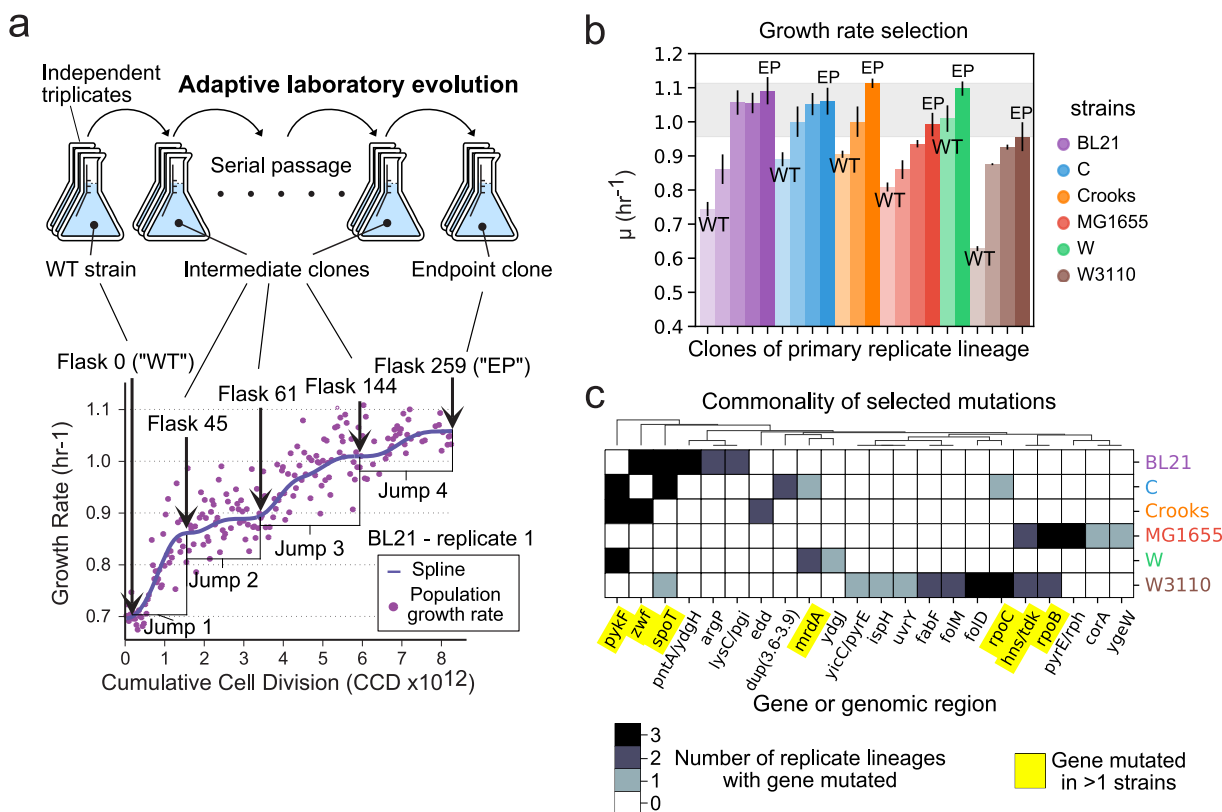 a
Independent
triplicates
Adaptive laboratory evolution
Serial passage
WT strain
Intermediate clones
Endpoint clone
Flask 0 ("WT")
Flask 45
Flask 61
Flask 144
Flask 259 ("EP")
1.1
1.0
0.9
0.8
0.7
Growth Rate (hr-1)
Jump 1
Jump 2
Jump 3
Jump 4
BL21 - replicate 1
Spline
Population
growth rate
0 1 2 3 4 5 6 7 8
Cumulative Cell Division (CCD x10^12)
b
Growth rate selection
1.2
1.1
1.0
0.9
0.8
0.7
0.6
0.5
0.4
μ (hr⁻¹)
WT
EP
WT
EP
WT
EP
WT
EP
WT
EP
WT
EP
Clones of primary replicate lineage
strains
BL21
C
Crooks
MG1655
W
W3110
c
Commonality of selected mutations
BL21
C
Crooks
MG1655
W
W3110
pykF
zwf
spoT
pntA/ydgH
argP
lysC/pgi
edd
dup(3.6-3.9)
mrdA
ydgJ
yicC/pyrE
ispH
uvrY
fabF
folM
folD
rpoC
hns/tdk
rpoB
pyrE/rph
corA
ygeW
Gene or genomic region
3
2
1
0
Number of replicate lineages
with gene mutated
Gene mutated
in >1 strains